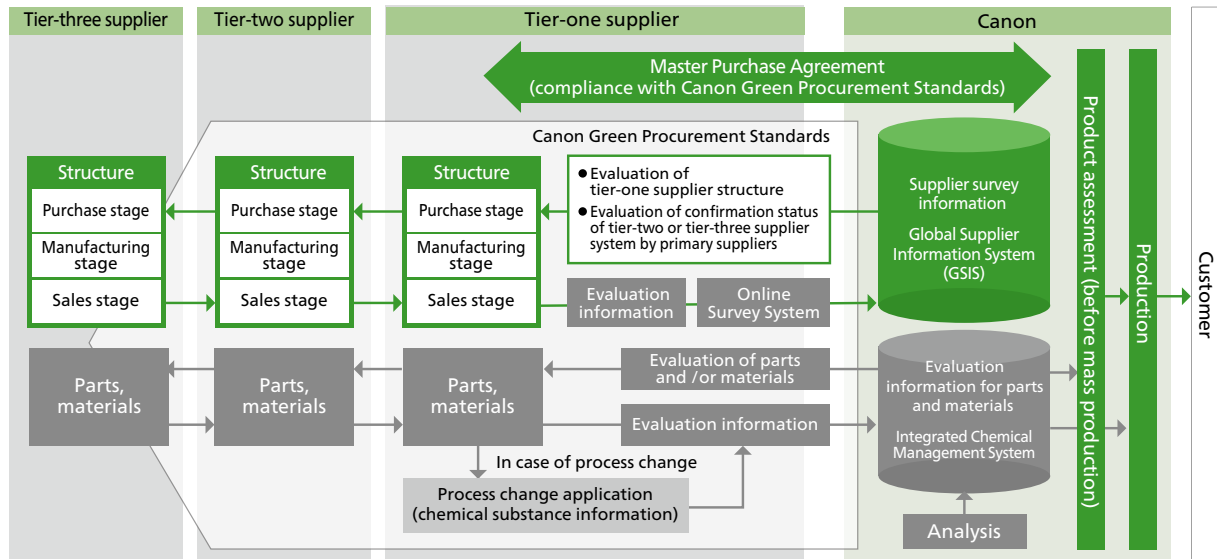 Tier-three supplier
Tier-two supplier
Tier-one supplier
Canon
Master Purchase Agreement
(compliance with Canon Green Procurement Standards)
Canon Green Procurement Standards
Structure
Purchase stage
Manufacturing
stage
Sales stage
Structure
Purchase stage
Manufacturing
stage
Sales stage
Structure
Purchase stage
Manufacturing
stage
Sales stage
● Evaluation of
tier-one supplier structure
● Evaluation of confirmation status
of tier-two or tier-three supplier
system by primary suppliers
Evaluation
information
Online
Survey System
Supplier survey
information
Global Supplier
Information System
(GSIS)
Parts,
materials
Parts,
materials
Parts,
materials
Evaluation of parts
and /or materials
Evaluation information
In case of process change
Process change application
(chemical substance information)
Evaluation
information for parts
and materials
Integrated Chemical
Management System
Analysis
Product assessment (before mass production)
Production
Customer